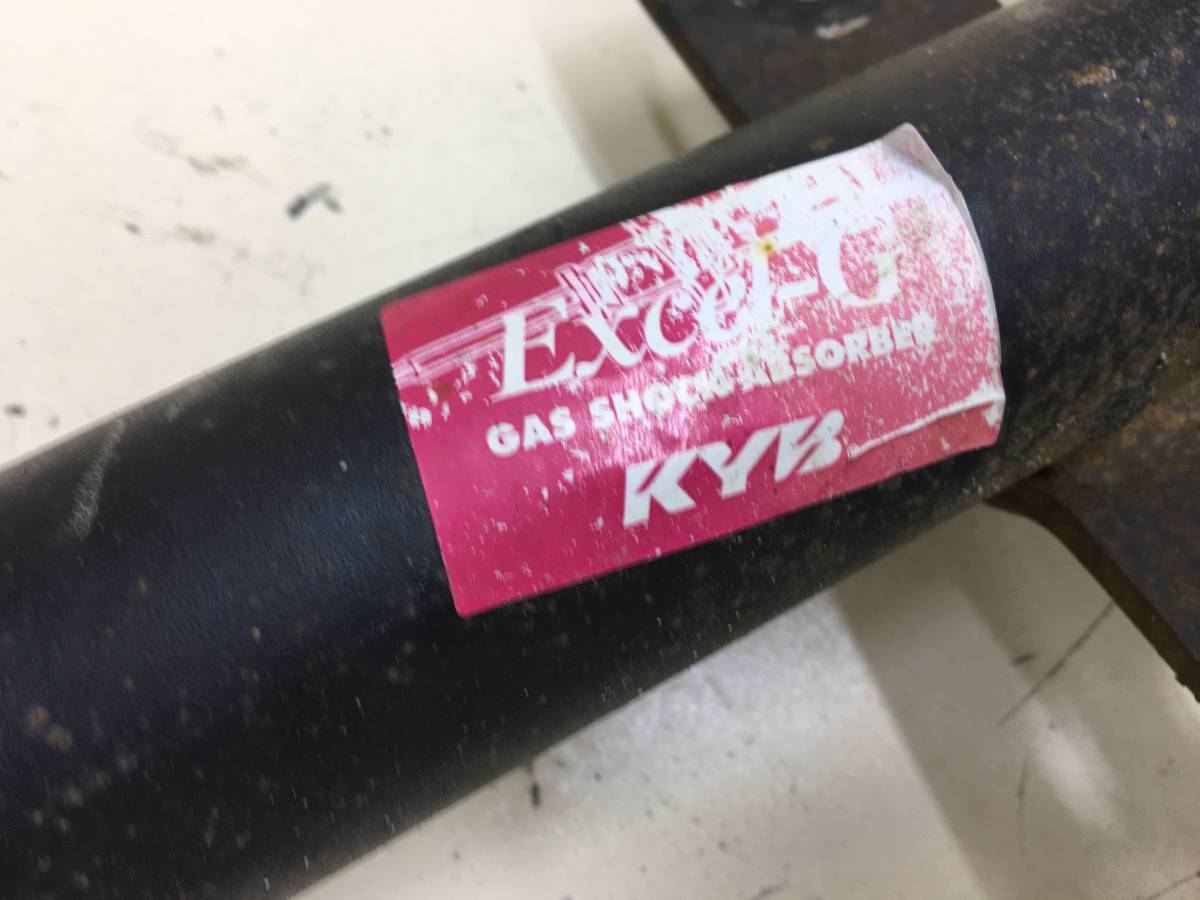 Excel-G
GAS SHOCK ABSORBER
KYB